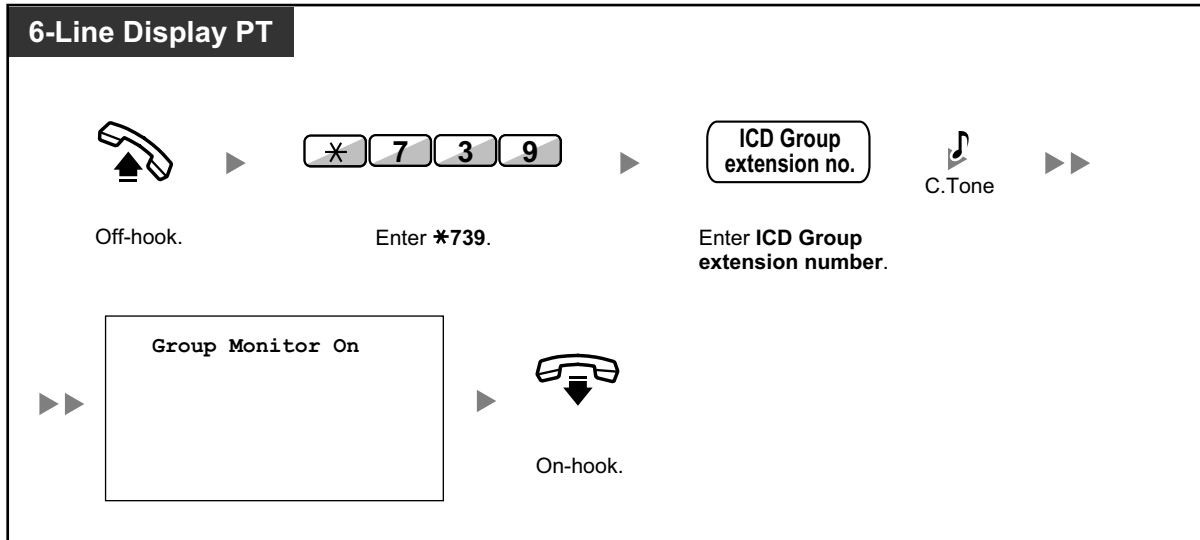 6-Line Display PT
* 7 3 9
ICD Group
extension no.
C.Tone
Off-hook.
Enter *739.
Enter ICD Group
extension number.
Group Monitor On
On-hook.